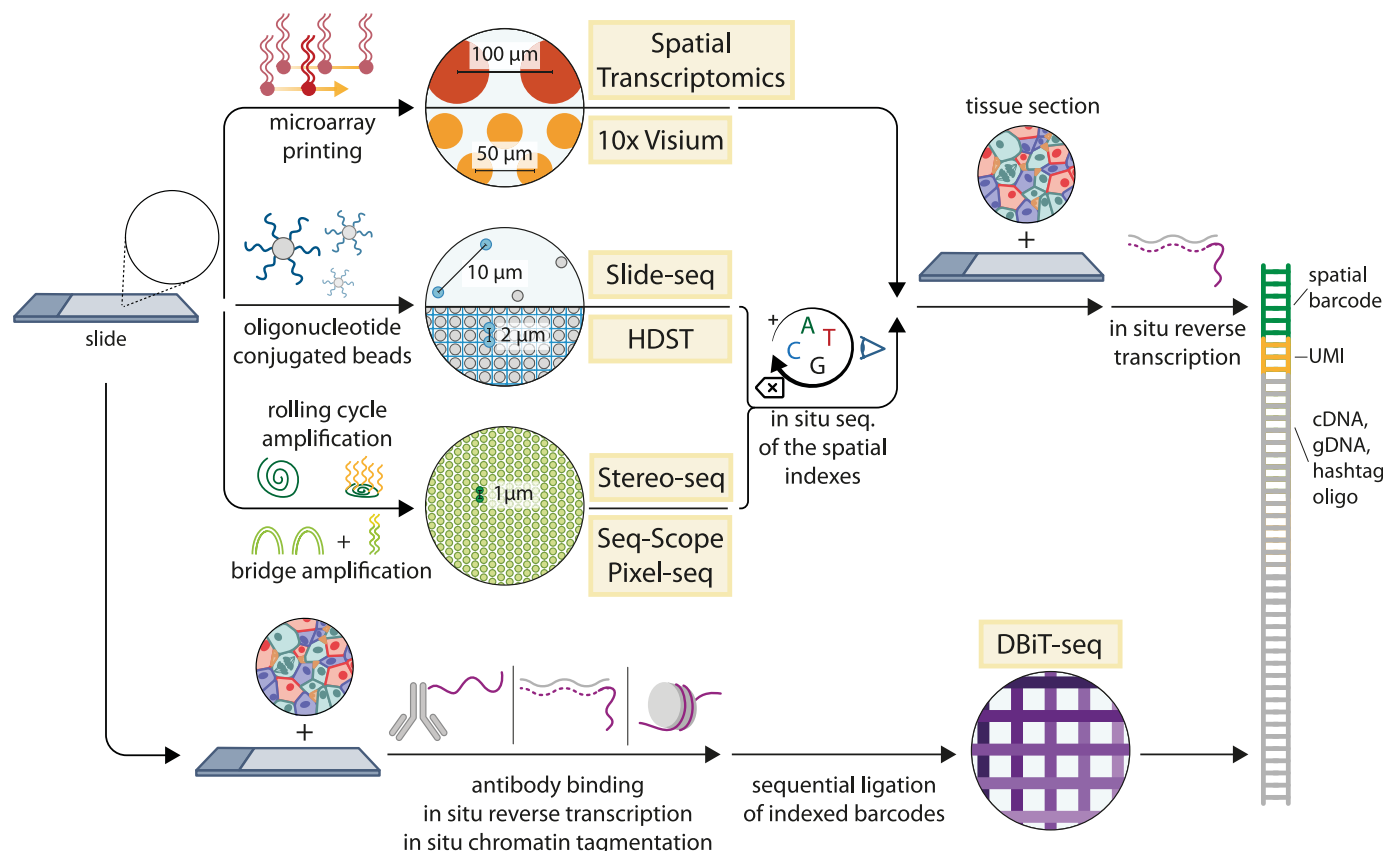 microarray
printing
100 µm
50 µm
Spatial
Transcriptomics
10x Visium
tissue section
+
slide
oligonucleotide
conjugated beads
10 µm
2 µm
Slide-seq
HDST
+
A
T
C
G
in situ seq.
of the spatial
indexes
in situ reverse
transcription
spatial
barcode
UMI
cDNA,
gDNA,
hashtag
oligo
rolling cycle
amplification
+
bridge amplification
1µm
Stereo-seq
Seq-Scope
Pixel-seq
+
antibody binding
in situ reverse transcription
in situ chromatin tagmentation
sequential ligation
of indexed barcodes
DBiT-seq